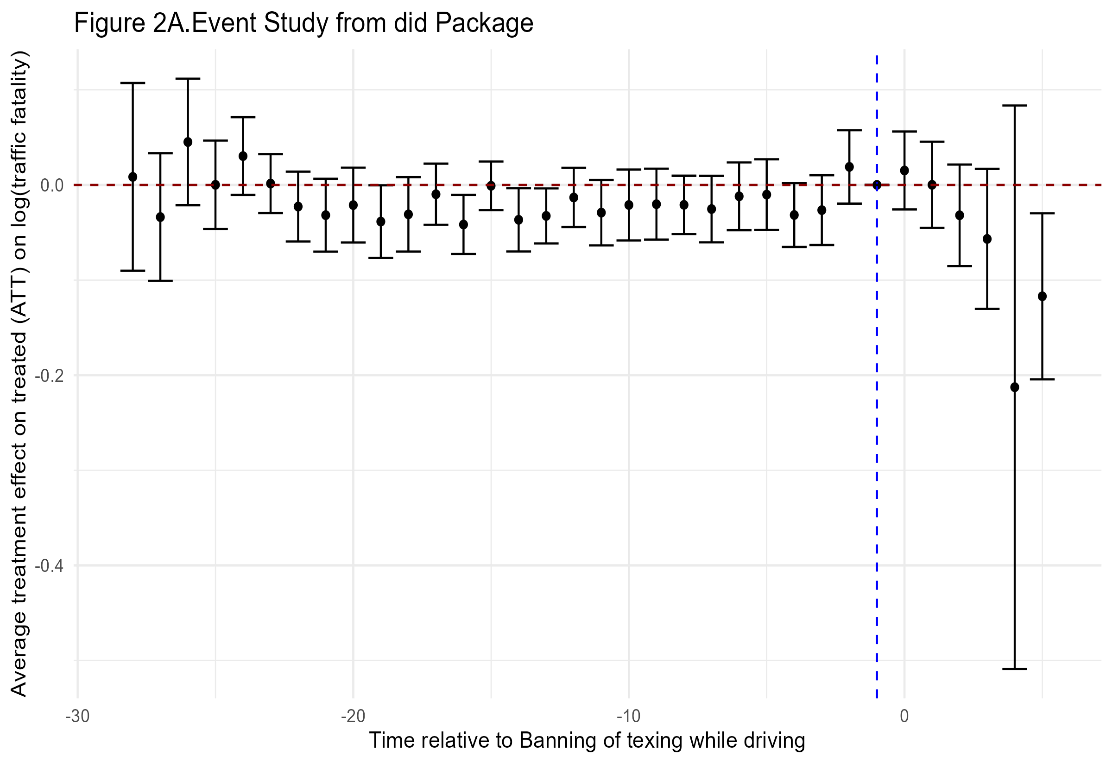 Figure 2A.Event Study from did Package
Average treatment effect on treated (ATT) on log(traffic fatality)
0.0
-0.2
-0.4
-30
-20
-10
0
Time relative to Banning of texing while driving